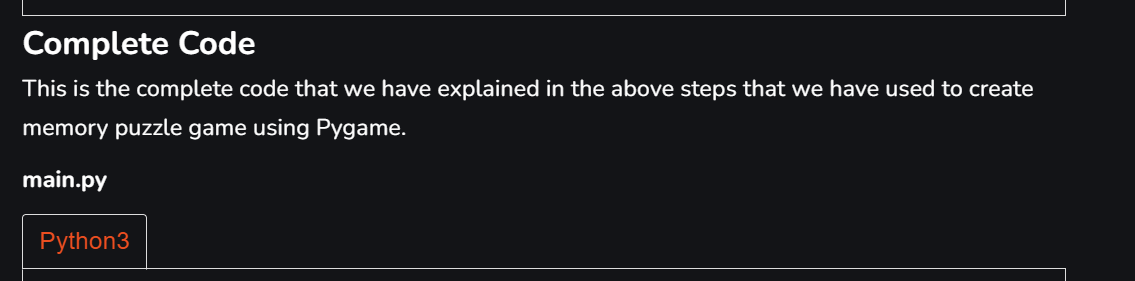 Complete Code
This is the complete code that we have explained in the above steps that we have used to create
memory puzzle game using Pygame.
main.py
Python3